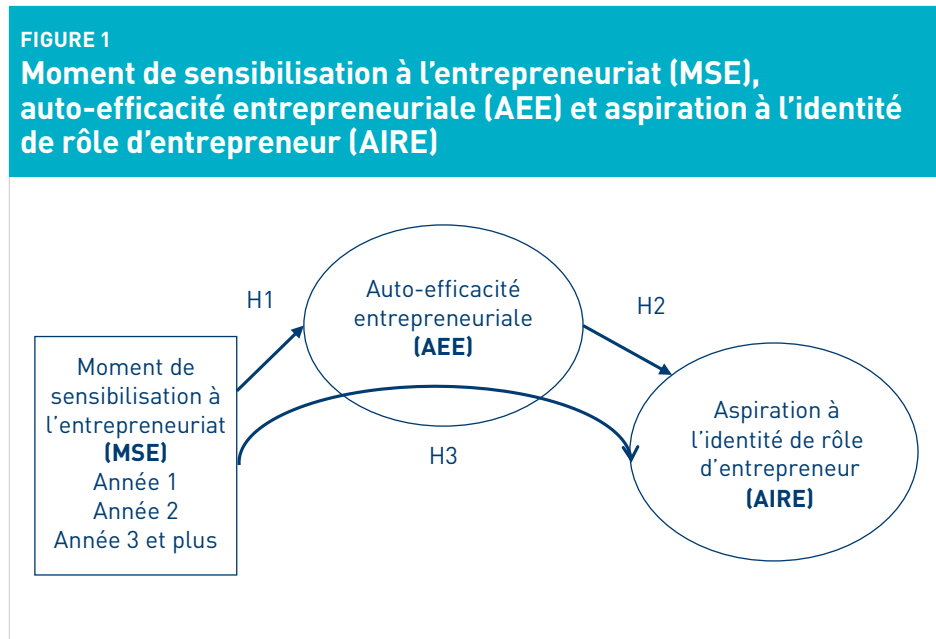 FIGURE 1
Moment de sensibilisation à l’entrepreneuriat (MSE),
auto-efficacité entrepreneuriale (AEE) et aspiration à l’identité
de rôle d’entrepreneur (AIRE)
H1
Auto-efficacité
entrepreneuriale
(AEE)
H2
Moment de
sensibilisation à
l’entrepreneuriat
(MSE)
Année 1
Année 2
Année 3 et plus
H3
Aspiration à
l’identité de rôle
d’entrepreneur
(AIRE)